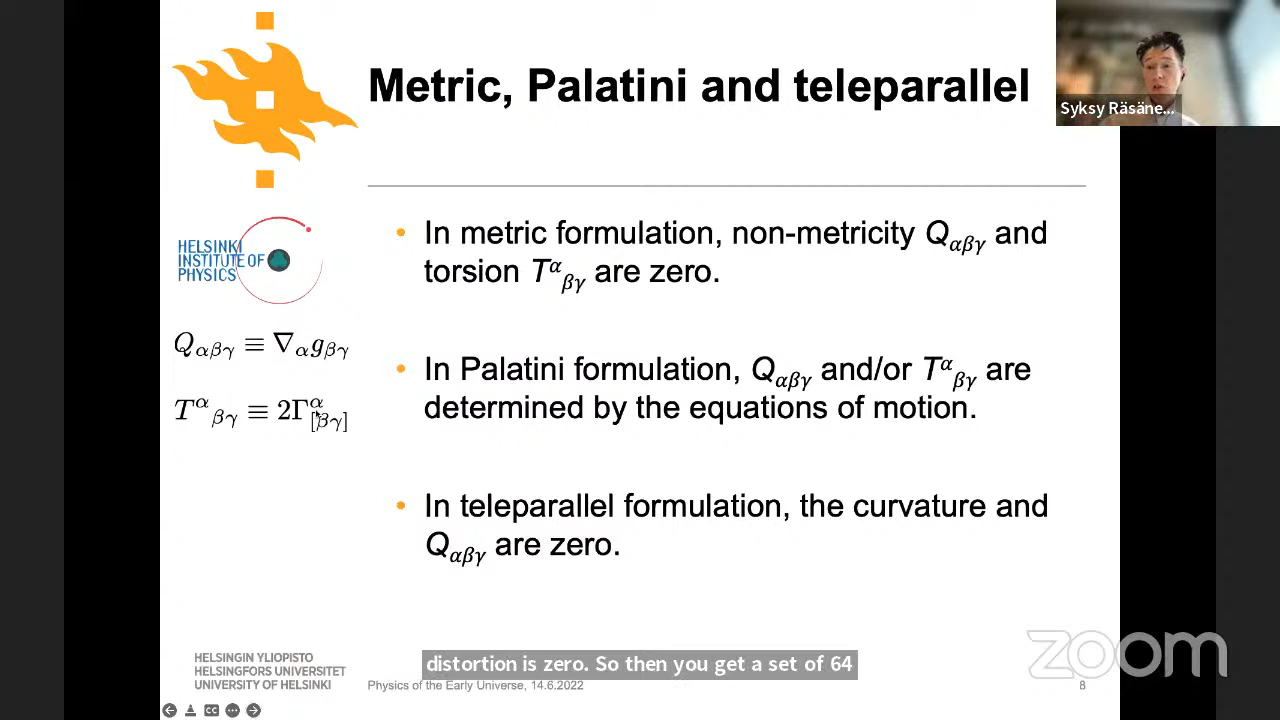 Metric, Palatini and teleparallel
Syksy Räsäne...
HELSINKI
INSTITUTE OF
PHYSICS
Q_{αβγ} ≡ ∇_α g_{βγ}
T^α_{βγ} ≡ 2Γ^α_{[βγ]}
• In metric formulation, non-metricity Q_{αβγ} and
torsion T^α_{βγ} are zero.
• In Palatini formulation, Q_{αβγ} and/or T^α_{βγ} are
determined by the equations of motion.
• In teleparallel formulation, the curvature and
Q_{αβγ} are zero.
distortion is zero. So then you get a set of 64
HELSINGIN YLIOPISTO
HELSINGFORS UNIVERSITET
UNIVERSITY OF HELSINKI
Physics of the Early Universe, 14.6.2022
8
zoom
CC